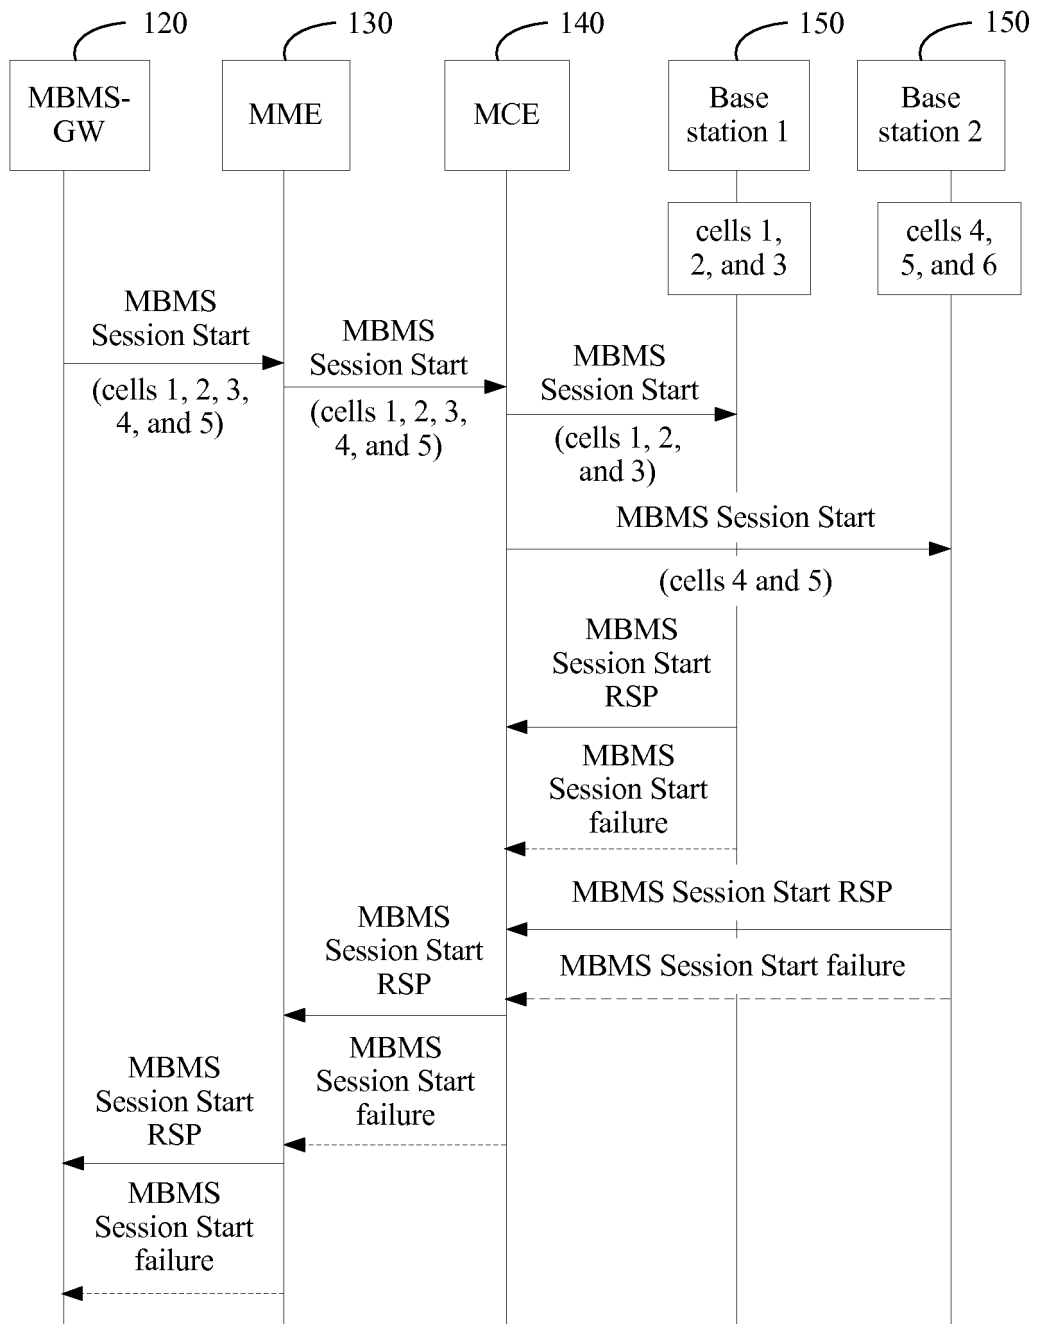 120
130
140
150
150
MBMS-
GW
MME
MCE
Base
station 1
Base
station 2
cells 1,
2, and 3
cells 4,
5, and 6
MBMS
Session Start
(cells 1, 2, 3,
4, and 5)
MBMS
Session Start
(cells 1, 2, 3,
4, and 5)
MBMS
Session Start
(cells 1, 2,
and 3)
MBMS Session Start
(cells 4 and 5)
MBMS
Session Start
RSP
MBMS
Session Start
failure
MBMS Session Start RSP
MBMS Session Start failure
MBMS
Session Start
RSP
MBMS
Session Start
failure
MBMS
Session Start
RSP
MBMS
Session Start
failure